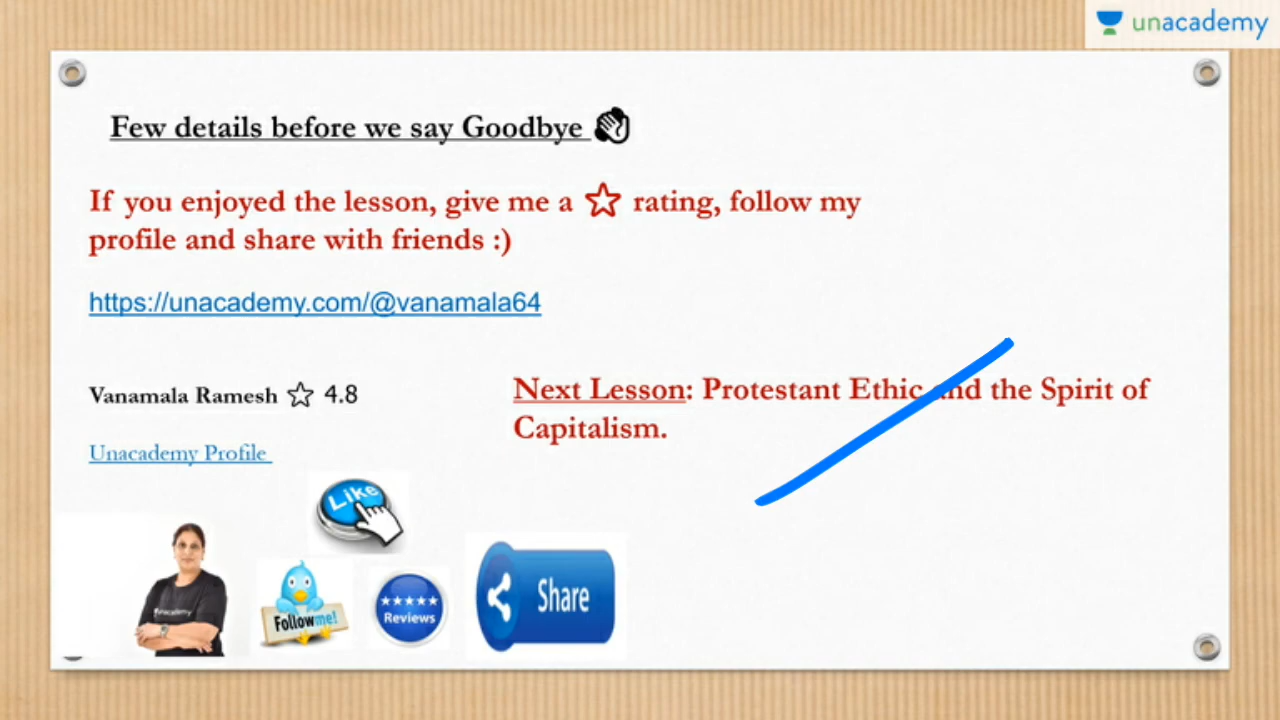 unacademy
Few details before we say Goodbye
If you enjoyed the lesson, give me a rating, follow my
profile and share with friends :)
https://unacademy.com/@vanamala64
Vanamala Ramesh 4.8
Unacademy Profile
Next Lesson: Protestant Ethic and the Spirit of
Capitalism.
Like
unacademy
Follow me!
Reviews
Share